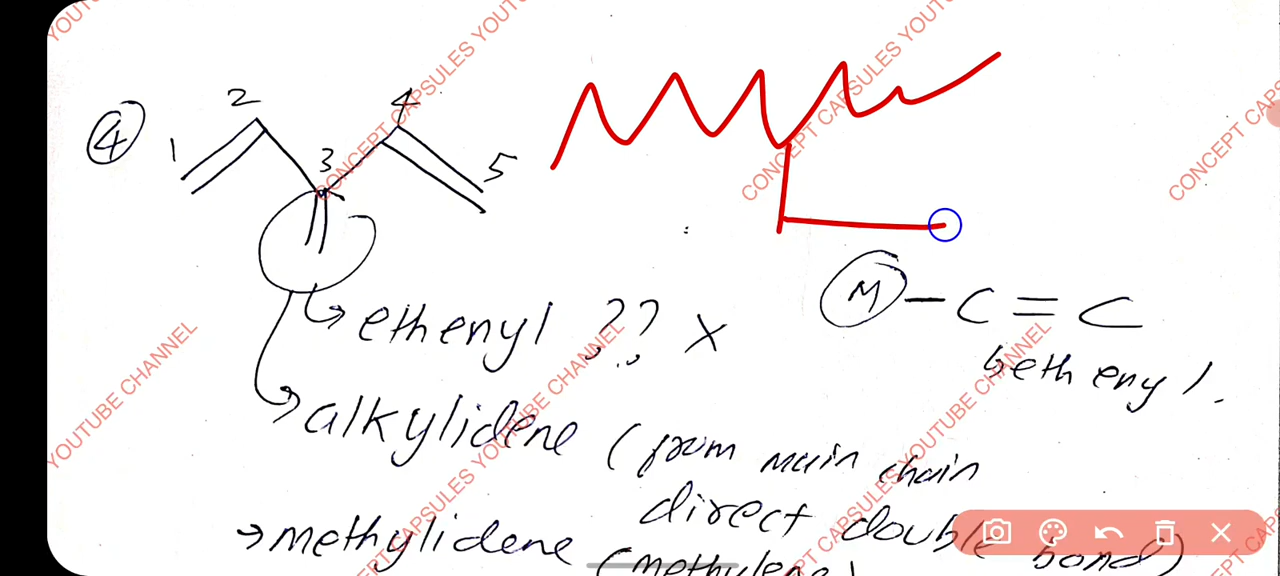 4
2
4
1
3
5
ethenyl ?? X
M - C = C
ethenyl.
alkylidene (from main chain
direct double bond)
methylidene (methylene)
CONCEPT CAPSULES YOUTUBE CHANNEL